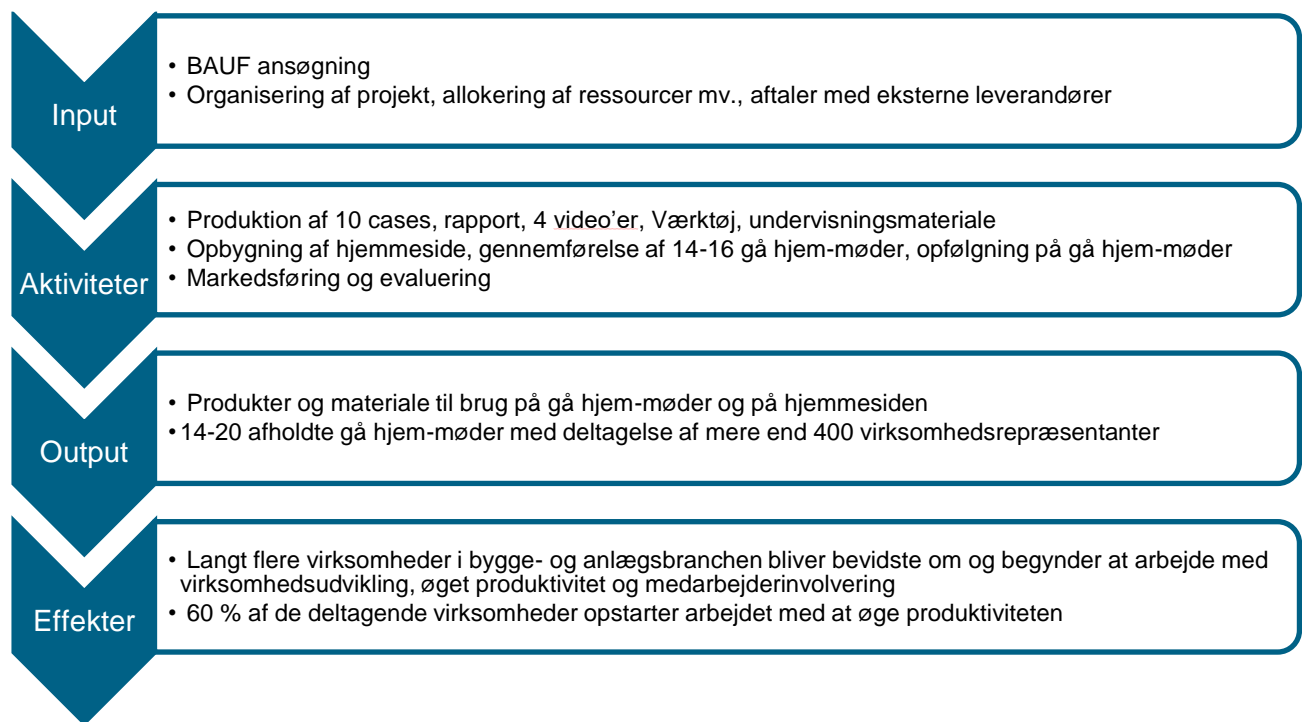 Input
• BAUF ansøgning
• Organisering af projekt, allokering af ressourcer mv., aftaler med eksterne leverandører
Aktiviteter
• Produktion af 10 cases, rapport, 4 video’er, Værktøj, undervisningsmateriale
• Opbygning af hjemmeside, gennemførelse af 14-16 gå hjem-møder, opfølgning på gå hjem-møder
• Markedsføring og evaluering
Output
• Produkter og materiale til brug på gå hjem-møder og på hjemmesiden
• 14-20 afholdte gå hjem-møder med deltagelse af mere end 400 virksomhedsrepræsentanter
Effekter
• Langt flere virksomheder i bygge- og anlægsbranchen bliver bevidste om og begynder at arbejde med
virksomhedsudvikling, øget produktivitet og medarbejderinvolvering
• 60 % af de deltagende virksomheder opstarter arbejdet med at øge produktiviteten